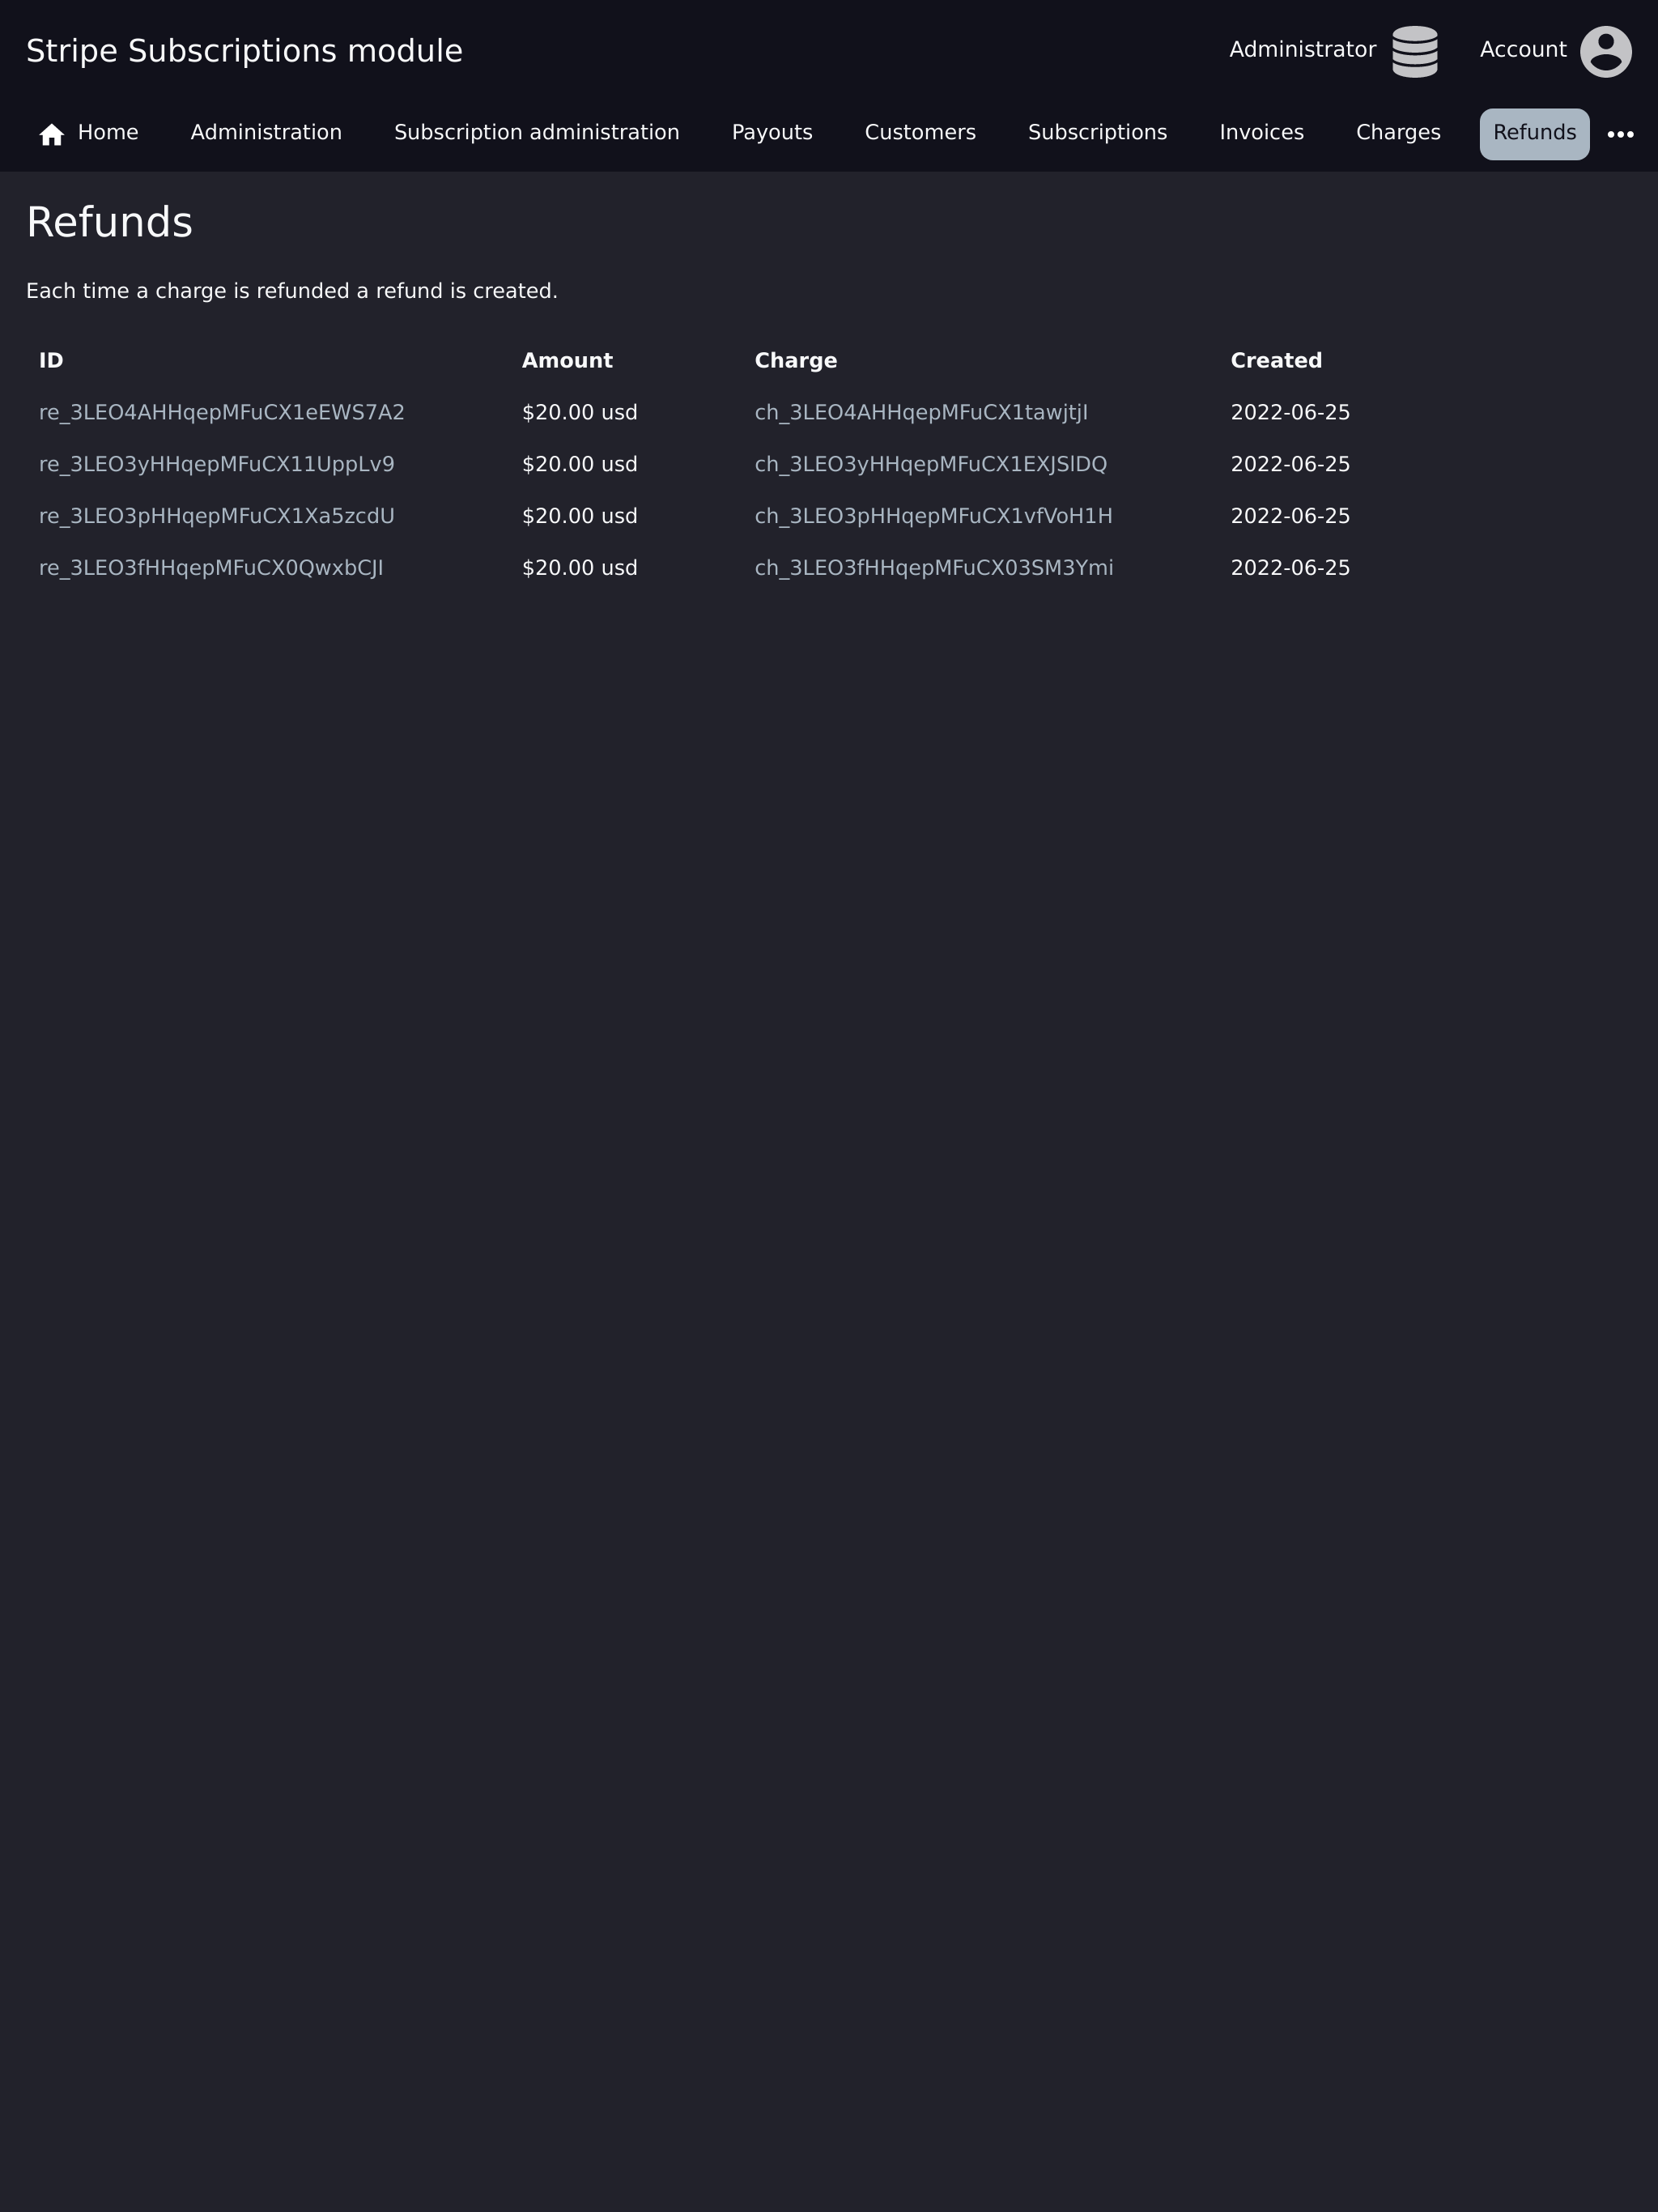 Stripe Subscriptions module
Administrator
Account
Home Administration Subscription administration Payouts Customers Subscriptions Invoices Charges Refunds
Refunds
Each time a charge is refunded a refund is created.
ID Amount Charge Created
re_3LEO4AHHqepMFuCX1eEWS7A2 $20.00 usd ch_3LEO4AHHqepMFuCX1tawjtjI 2022-06-25
re_3LEO3yHHqepMFuCX11UppLv9 $20.00 usd ch_3LEO3yHHqepMFuCX1EXJSlDQ 2022-06-25
re_3LEO3pHHqepMFuCX1Xa5zcdU $20.00 usd ch_3LEO3pHHqepMFuCX1vfVoH1H 2022-06-25
re_3LEO3fHHqepMFuCX0QwxbCJI $20.00 usd ch_3LEO3fHHqepMFuCX03SM3Ymi 2022-06-25